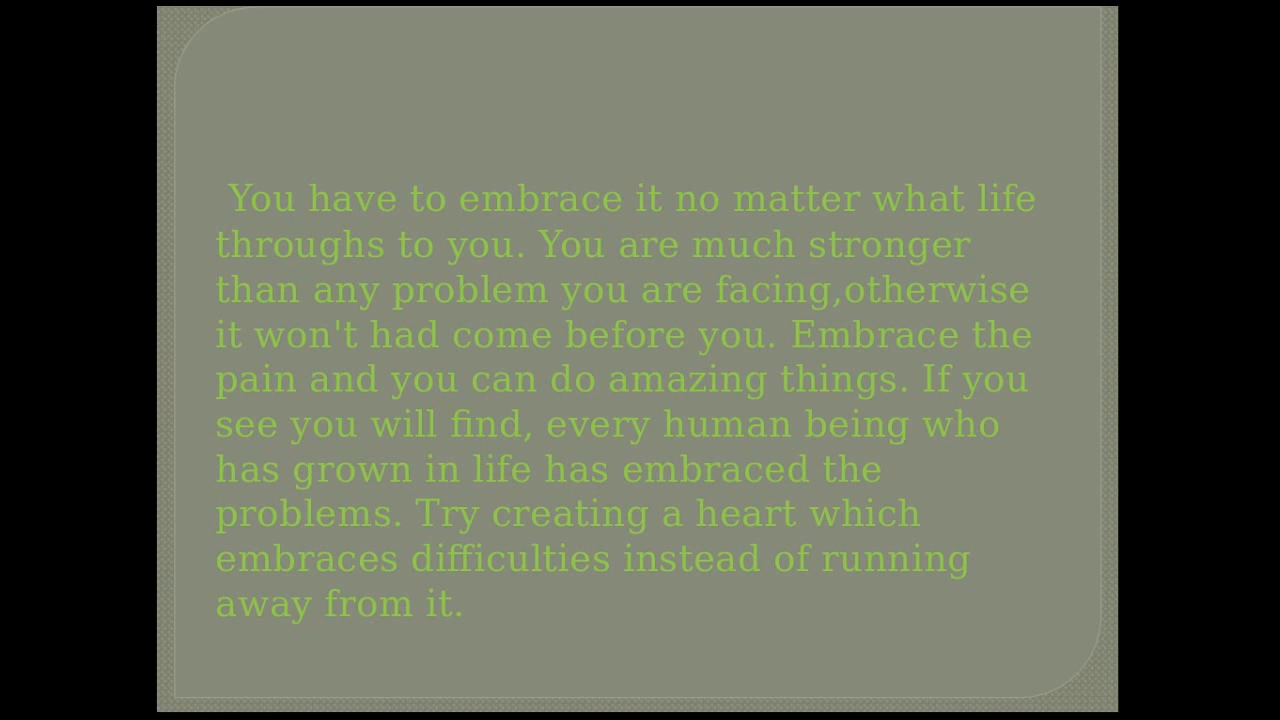 You have to embrace it no matter what life
throughs to you. You are much stronger
than any problem you are facing,otherwise
it won't had come before you. Embrace the
pain and you can do amazing things. If you
see you will find, every human being who
has grown in life has embraced the
problems. Try creating a heart which
embraces difficulties instead of running
away from it.